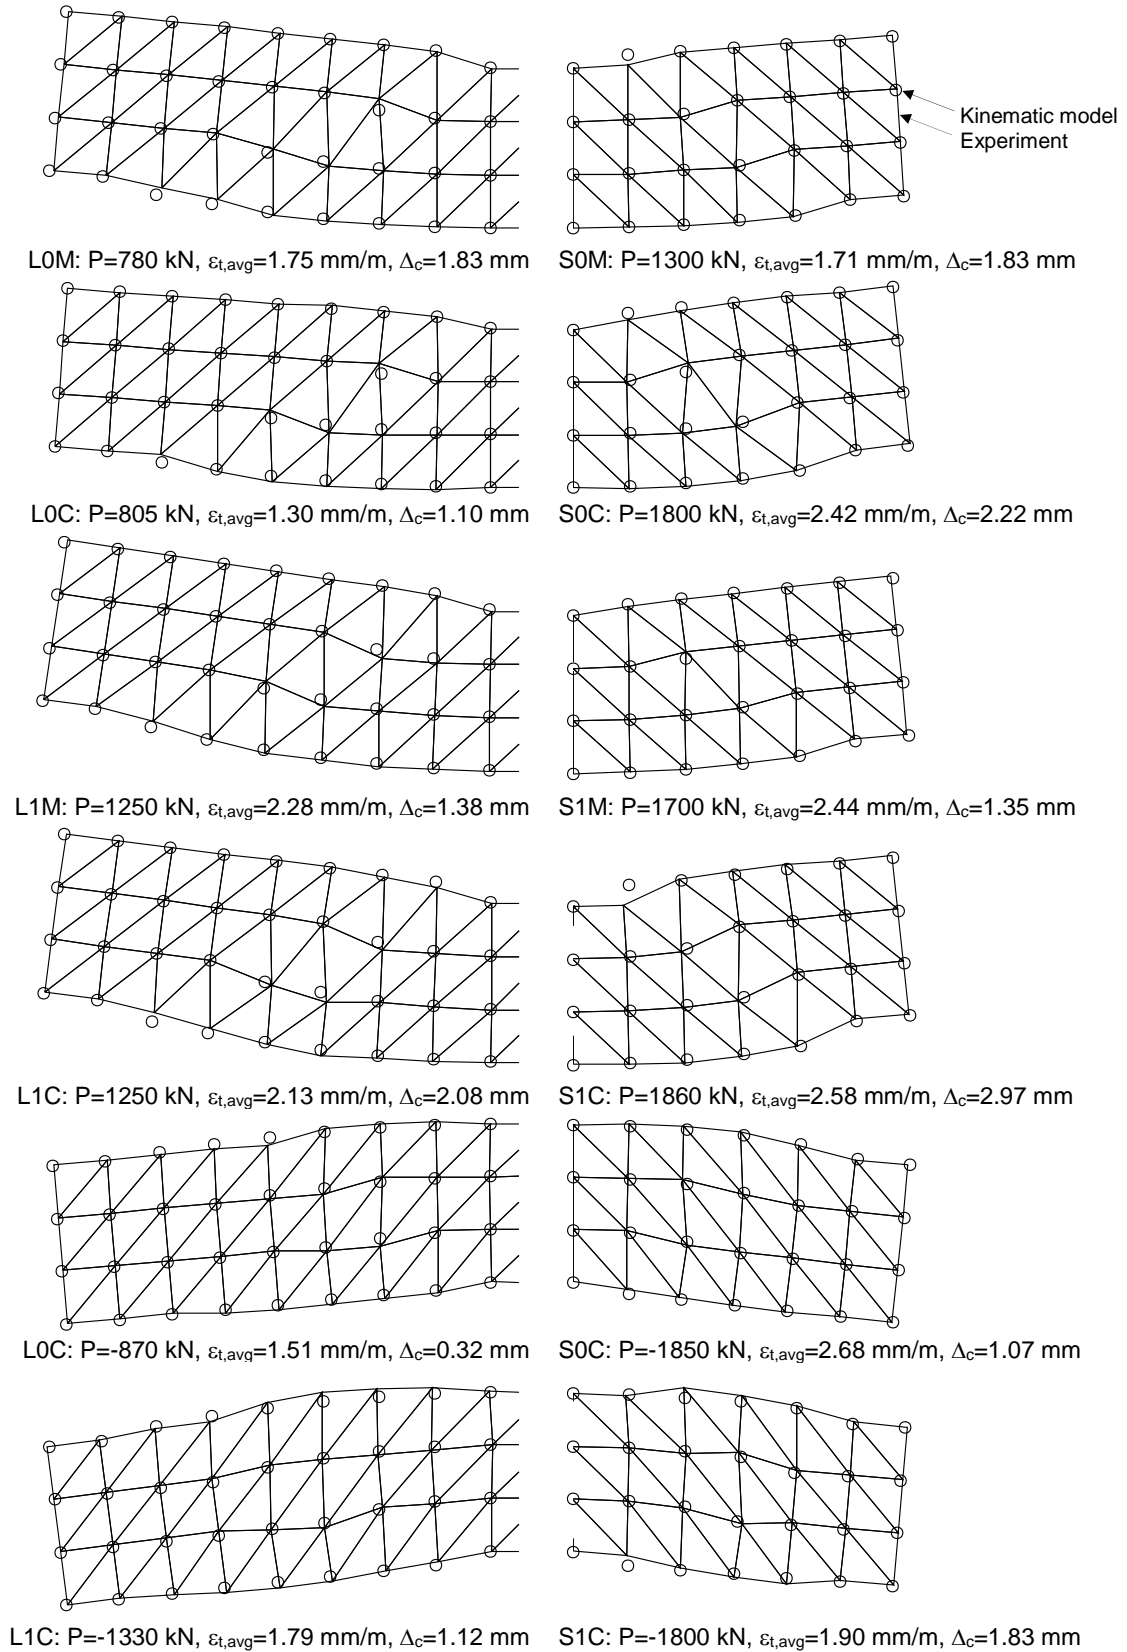 Kinematic model
Experiment
L0M: P=780 kN, εt,avg=1.75 mm/m, Δc=1.83 mm
S0M: P=1300 kN, εt,avg=1.71 mm/m, Δc=1.83 mm
L0C: P=805 kN, εt,avg=1.30 mm/m, Δc=1.10 mm
S0C: P=1800 kN, εt,avg=2.42 mm/m, Δc=2.22 mm
L1M: P=1250 kN, εt,avg=2.28 mm/m, Δc=1.38 mm
S1M: P=1700 kN, εt,avg=2.44 mm/m, Δc=1.35 mm
L1C: P=1250 kN, εt,avg=2.13 mm/m, Δc=2.08 mm
S1C: P=1860 kN, εt,avg=2.58 mm/m, Δc=2.97 mm
L0C: P=-870 kN, εt,avg=1.51 mm/m, Δc=0.32 mm
S0C: P=-1850 kN, εt,avg=2.68 mm/m, Δc=1.07 mm
L1C: P=-1330 kN, εt,avg=1.79 mm/m, Δc=1.12 mm
S1C: P=-1800 kN, εt,avg=1.90 mm/m, Δc=1.83 mm